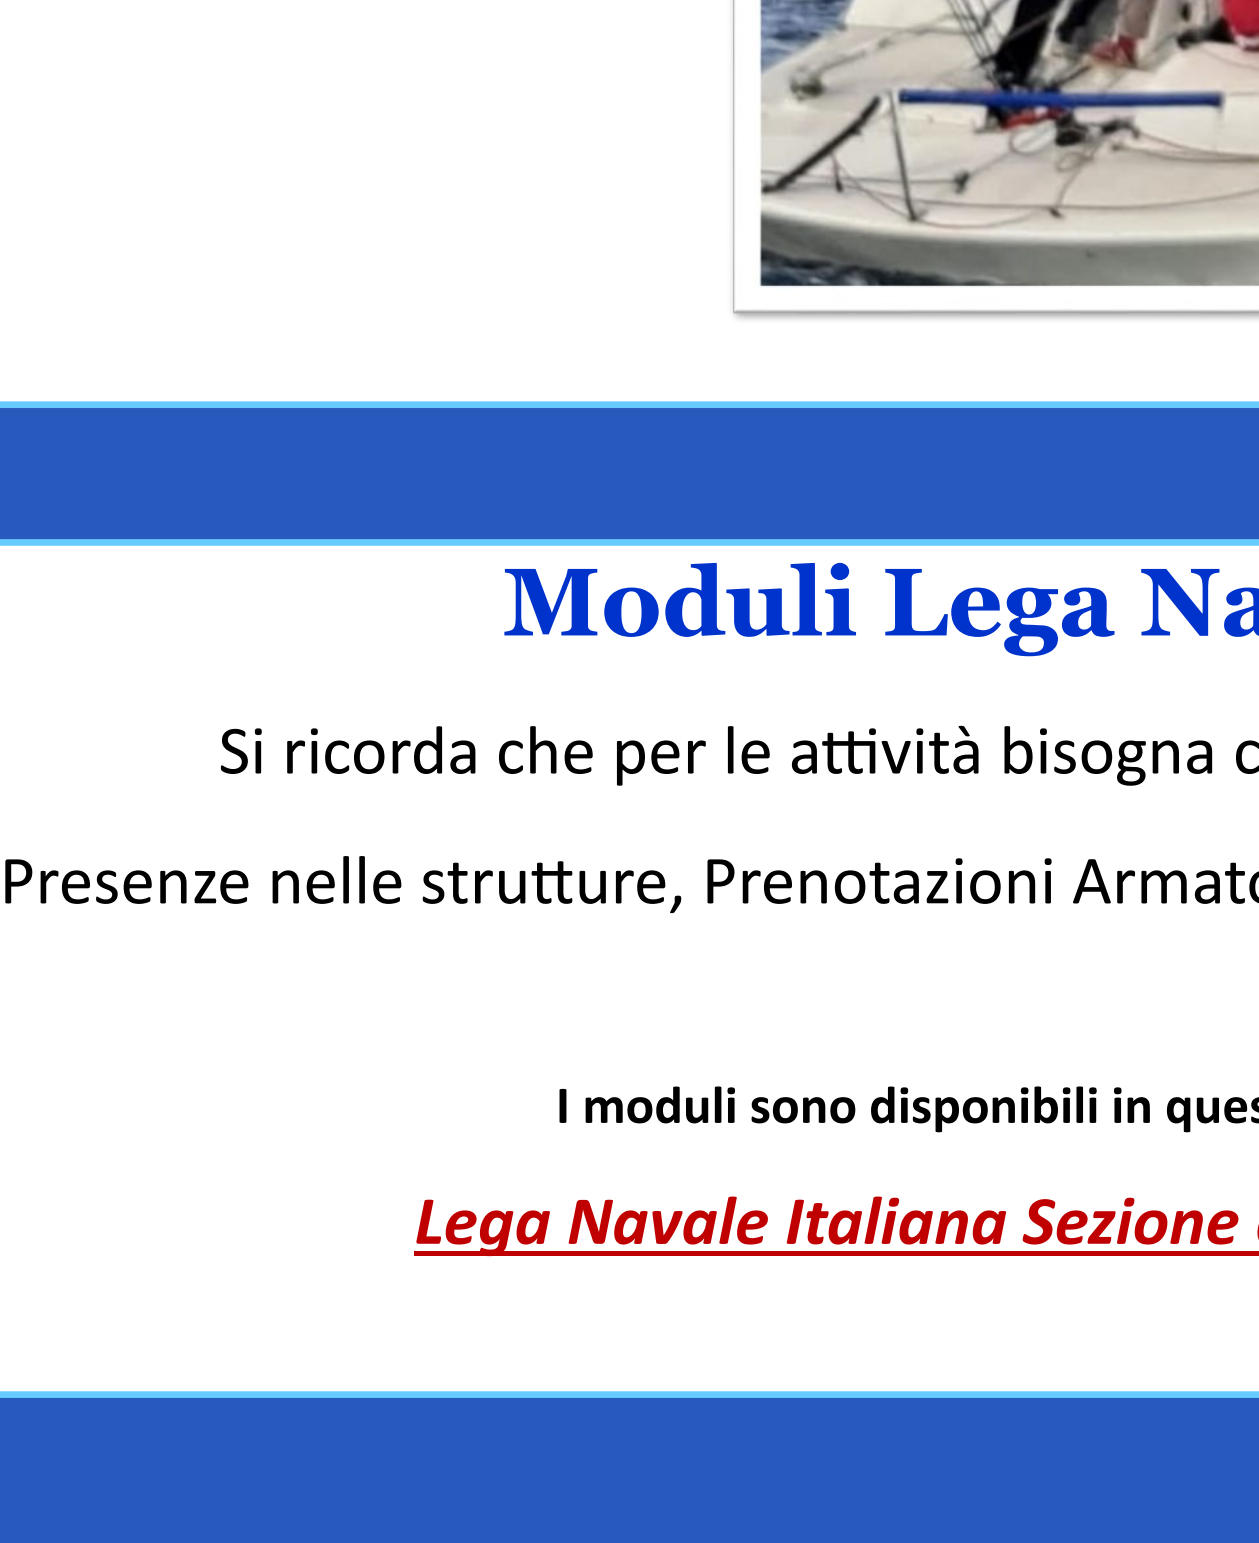 Moduli Lega Na
Si ricorda che per le attività bisogna c
Presenze nelle strutture, Prenotazioni Armato
I moduli sono disponibili in ques
Lega Navale Italiana Sezione